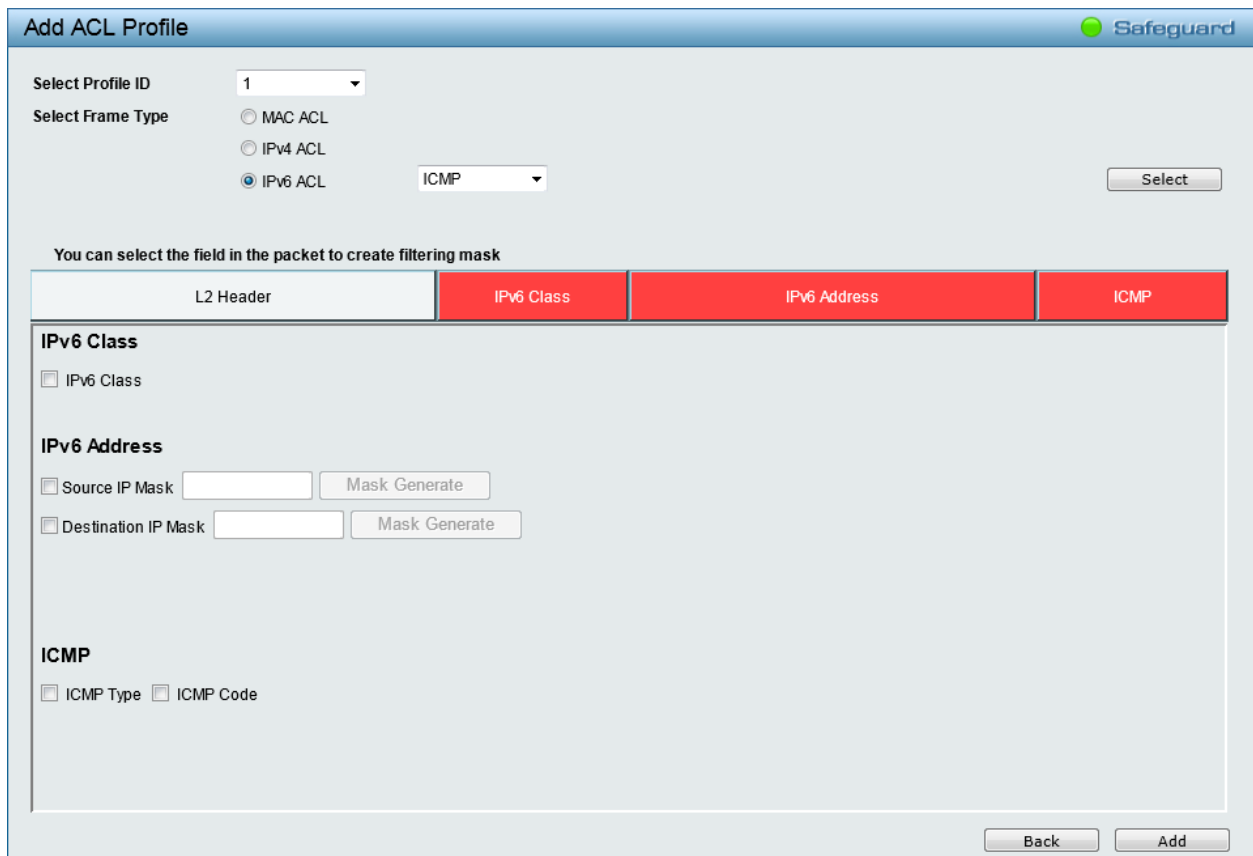 Add ACL Profile Safeguard
Select Profile ID 1
Select Frame Type MAC ACL
IPv4 ACL
IPv6 ACL ICMP Select
You can select the field in the packet to create filtering mask
L2 Header IPv6 Class IPv6 Address ICMP
IPv6 Class
IPv6 Class
IPv6 Address
Source IP Mask Mask Generate
Destination IP Mask Mask Generate
ICMP
ICMP Type ICMP Code
Back Add